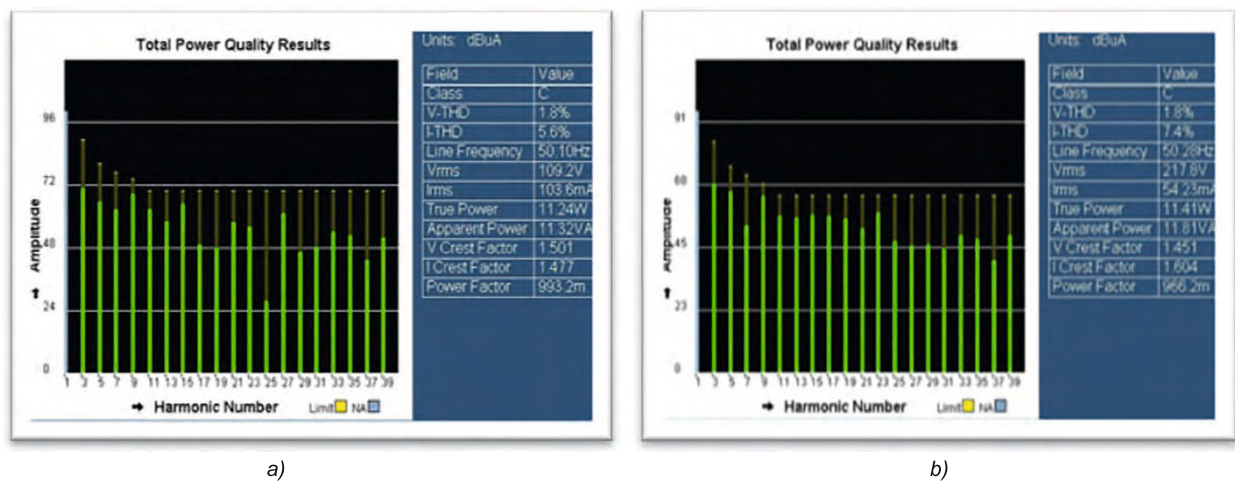 Total Power Quality Results
Units: dBuA
Field Value
Class C
V-THD 1.8%
I-THD 5.6%
Line Frequency 50.10Hz
Vrms 109.2V
Irms 103.6mA
True Power 11.24W
Apparent Power 11.32VA
V Crest Factor 1.501
I Crest Factor 1.477
Power Factor 993.2m
96
72
48
24
0
Amplitude
1 3 5 7 9 11 13 15 17 19 21 23 25 27 29 31 33 35 37 39
Harmonic Number
Limit NA
a)
Total Power Quality Results
Units: dBuA
Field Value
Class C
V-THD 1.8%
I-THD 7.4%
Line Frequency 50.28Hz
Vrms 217.8V
Irms 54.23mA
True Power 11.41W
Apparent Power 11.81VA
V Crest Factor 1.451
I Crest Factor 1.604
Power Factor 966.2m
91
68
45
23
0
Amplitude
1 3 5 7 9 11 13 15 17 19 21 23 25 27 29 31 33 35 37 39
Harmonic Number
Limit NA
b)